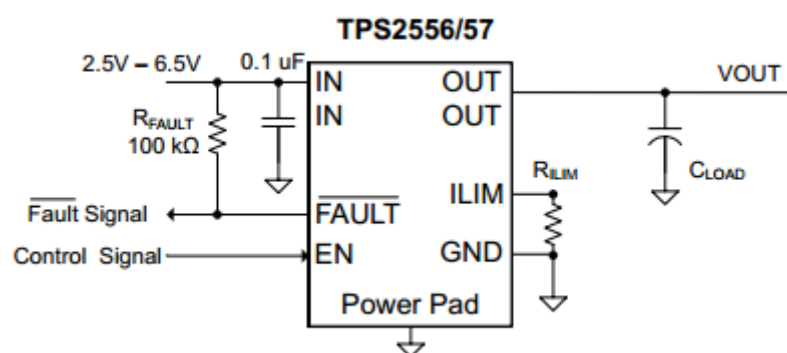 TPS2556/57
2.5V – 6.5V
0.1 uF
IN
OUT
VOUT
IN
OUT
RFAULT
100 kΩ
RILIM
CLOAD
ILIM
Fault Signal
FAULT
Control Signal
EN
GND
Power Pad